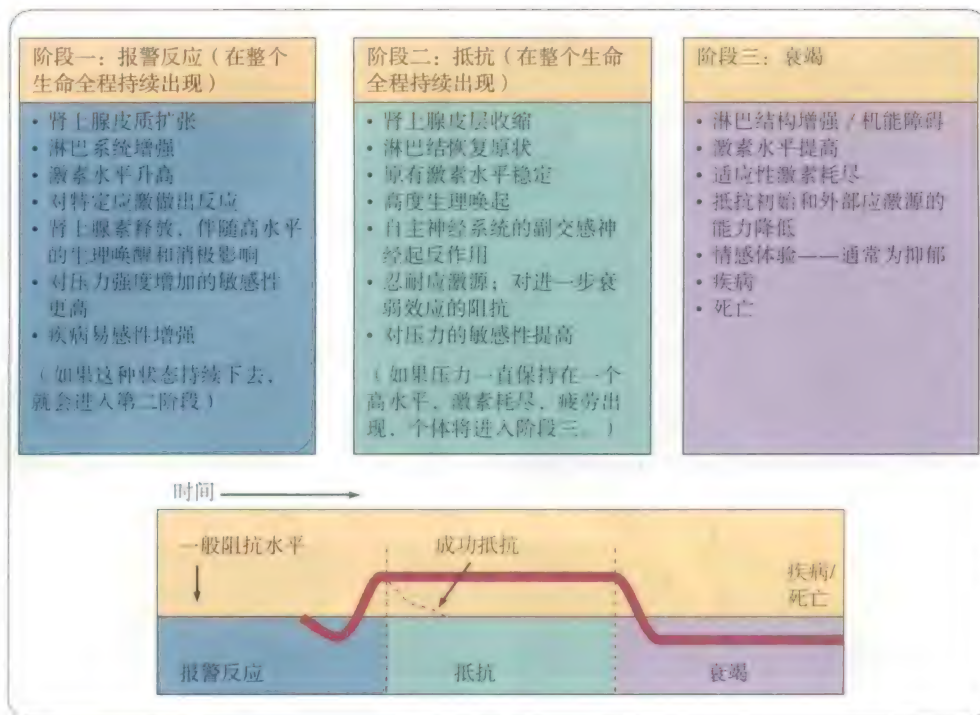 阶段一：报警反应（在整个
生命全程持续出现）
• 肾上腺皮质扩张
• 淋巴系统增强
• 激素水平升高
• 对特定应激做出反应
• 肾上腺素释放，伴随高水平
的生理唤醒和消极影响
• 对压力强度增加的敏感性
更高
• 疾病易感性增强
（如果这种状态持续下去，
就会进入第二阶段）
阶段二：抵抗（在整个生命
全程持续出现）
• 肾上腺皮层收缩
• 淋巴结恢复原状
• 原有激素水平稳定
• 高度生理唤起
• 自主神经系统的副交感神
经起反作用
• 忍耐应激源；对进一步衰
弱效应的阻抗
• 对压力的敏感性提高
（如果压力一直保持在一个
高水平，激素耗尽，疲劳出
现，个体将进入阶段三。）
阶段三：衰竭
• 淋巴结构增强/机能障碍
• 激素水平提高
• 适应性激素耗尽
• 抵抗初始和外部应激源的
能力降低
• 情感体验——通常为抑郁
• 疾病
• 死亡
时间
一般阻抗水平
成功抵抗
疾病/
死亡
报警反应
抵抗
衰竭